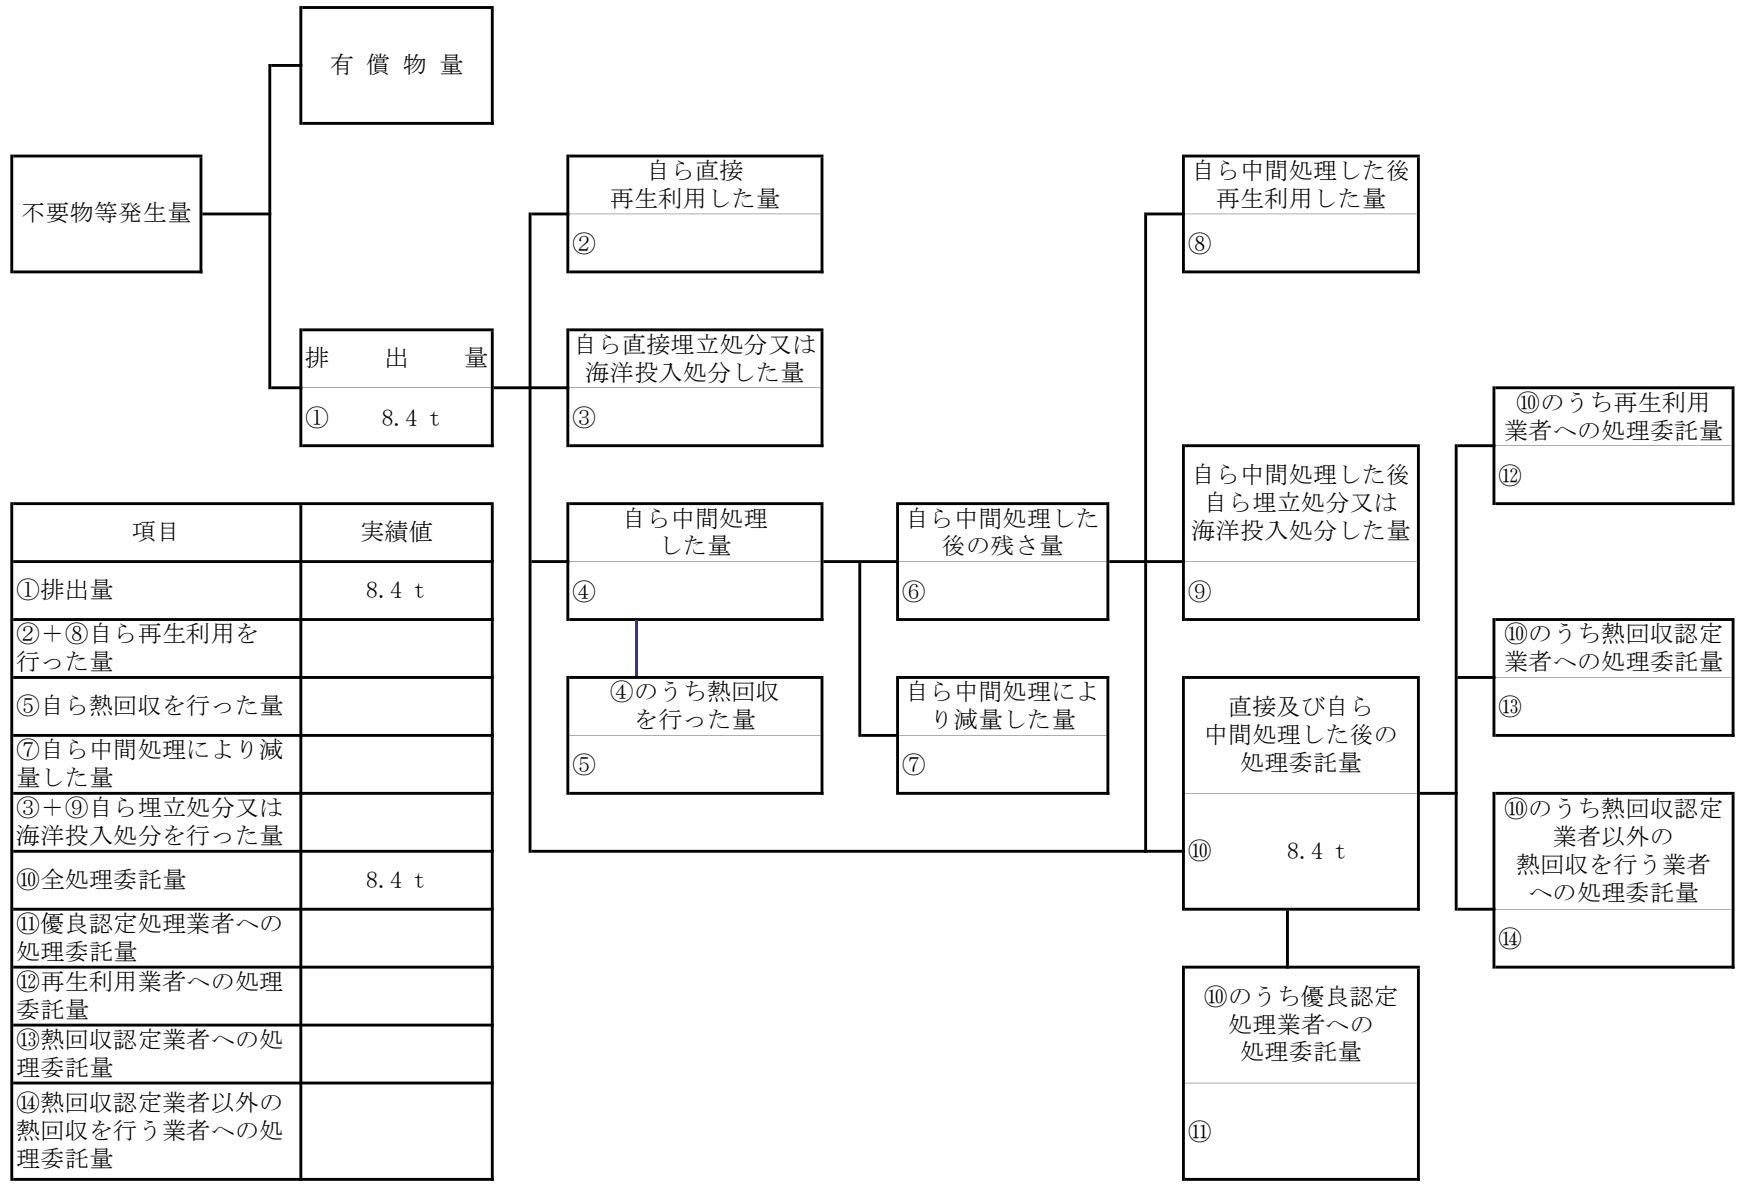 有 償 物 量
不要物等発生量
排 出 量
① 8.4 t
自ら直接
再生利用した量
②
自ら直接埋立処分又は
海洋投入処分した量
③
自ら中間処理
した量
④
④のうち熱回収
を行った量
⑤
自ら中間処理した
後の残さ量
⑥
自ら中間処理によ
り減量した量
⑦
自ら中間処理した後
再生利用した量
⑧
自ら中間処理した後
自ら埋立処分又は
海洋投入処分した量
⑨
直接及び自ら
中間処理した後の
処理委託量
⑩ 8.4 t
⑩のうち優良認定
処理業者への
処理委託量
⑪
⑩のうち再生利用
業者への処理委託量
⑫
⑩のうち熱回収認定
業者への処理委託量
⑬
⑩のうち熱回収認定
業者以外の
熱回収を行う業者
への処理委託量
⑭
項目 実績値
①排出量 8.4 t
②+⑧自ら再生利用を
行った量
⑤自ら熱回収を行った量
⑦自ら中間処理により減
量した量
③+⑨自ら埋立処分又は
海洋投入処分を行った量
⑩全処理委託量 8.4 t
⑪優良認定処理業者への
処理委託量
⑫再生利用業者への処理
委託量
⑬熱回収認定業者への処
理委託量
⑭熱回収認定業者以外の
熱回収を行う業者への処
理委託量